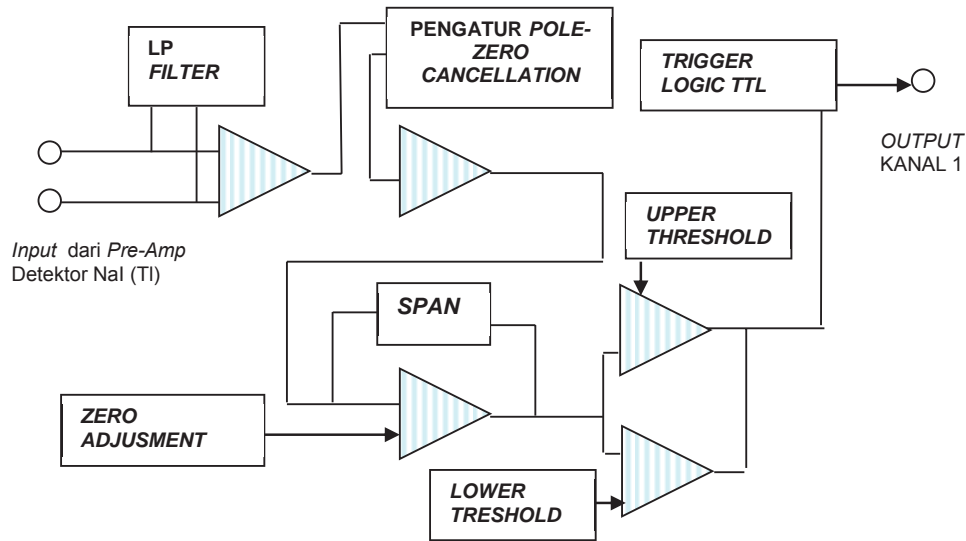 LP
FILTER
PENGATUR POLE-
ZERO
CANCELLATION
TRIGGER
LOGIC TTL
OUTPUT
KANAL 1
Input dari Pre-Amp
Detektor NaI (Tl)
UPPER
THRESHOLD
SPAN
ZERO
ADJUSMENT
LOWER
TRESHOLD